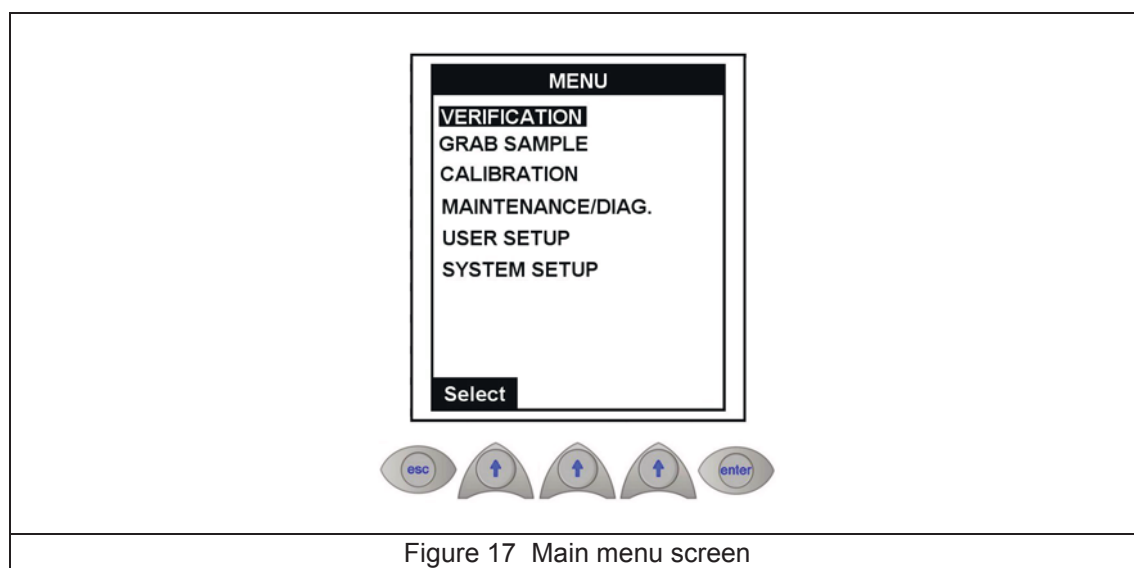 MENU
VERIFICATION
GRAB SAMPLE
CALIBRATION
MAINTENANCE/DIAG.
USER SETUP
SYSTEM SETUP
Select
esc enter
Figure 17 Main menu screen